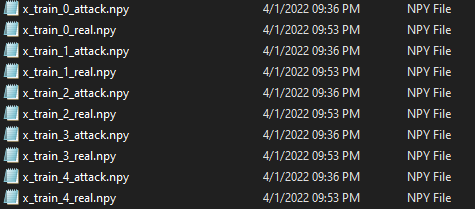 x_train_0_attack.npy 4/1/2022 09:36 PM NPY File
x_train_0_real.npy 4/1/2022 09:53 PM NPY File
x_train_1_attack.npy 4/1/2022 09:36 PM NPY File
x_train_1_real.npy 4/1/2022 09:53 PM NPY File
x_train_2_attack.npy 4/1/2022 09:36 PM NPY File
x_train_2_real.npy 4/1/2022 09:53 PM NPY File
x_train_3_attack.npy 4/1/2022 09:36 PM NPY File
x_train_3_real.npy 4/1/2022 09:53 PM NPY File
x_train_4_attack.npy 4/1/2022 09:36 PM NPY File
x_train_4_real.npy 4/1/2022 09:53 PM NPY File